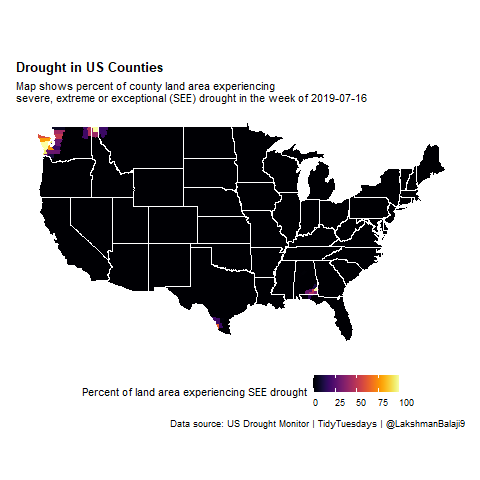 Drought in US Counties
Map shows percent of county land area experiencing
severe, extreme or exceptional (SEE) drought in the week of 2019-07-16
Percent of land area experiencing SEE drought
0 25 50 75 100
Data source: US Drought Monitor | TidyTuesdays | @LakshmanBalaji9